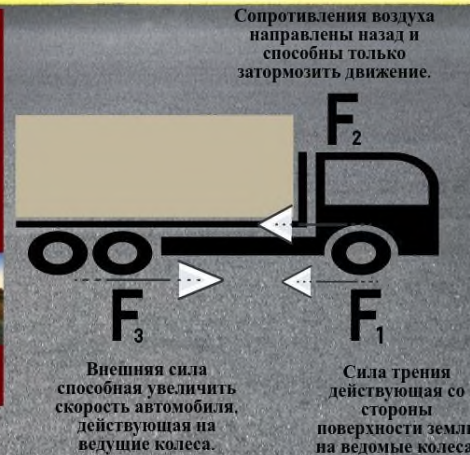 Сопротивления воздуха
направлены назад и
способны только
затормозить движение.
F2
F3
F1
Внешняя сила
способная увеличить
скорость автомобиля,
действующая на
ведущие колеса.
Сила трения
действующая со
стороны
поверхности земли
на ведомые колеса